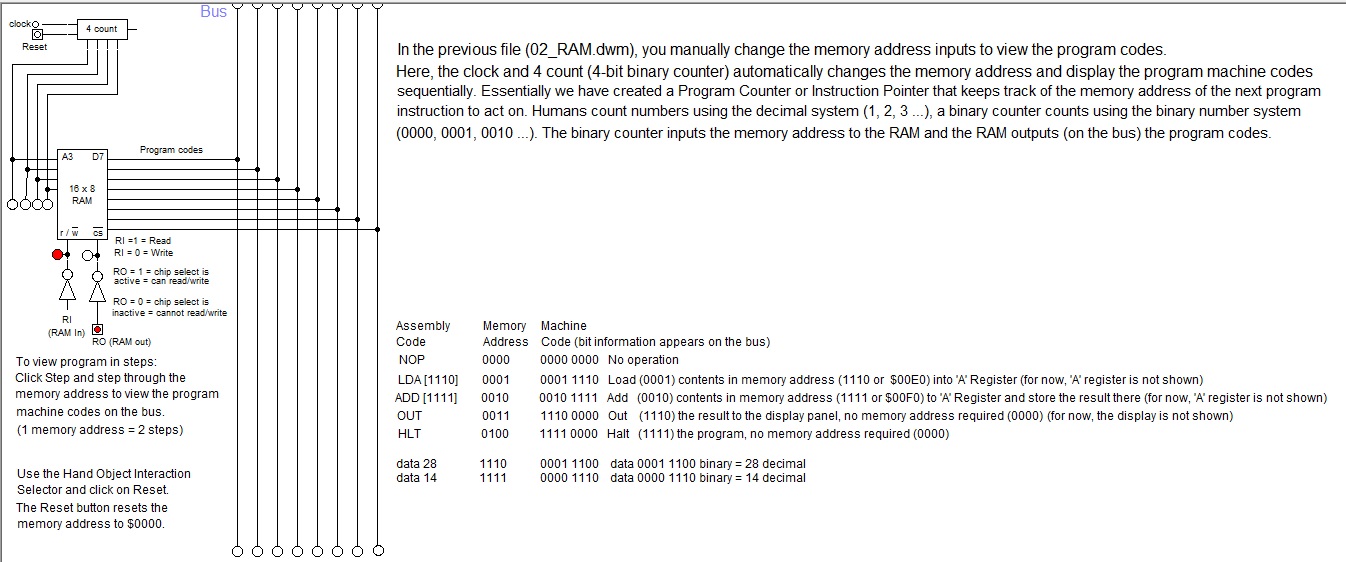 Bus
clock
4 count
Reset
In the previous file (02_RAM.dwm), you manually change the memory address inputs to view the program codes.
Here, the clock and 4 count (4-bit binary counter) automatically changes the memory address and display the program machine codes
sequentially. Essentially we have created a Program Counter or Instruction Pointer that keeps track of the memory address of the next program
instruction to act on. Humans count numbers using the decimal system (1, 2, 3 ...), a binary counter counts using the binary number system
(0000, 0001, 0010 ...). The binary counter inputs the memory address to the RAM and the RAM outputs (on the bus) the program codes.
Program codes
A3 D7
16 x 8
RAM
r / w cs
RI =1 = Read
RI = 0 = Write
RO = 1 = chip select is
active = can read/write
RO = 0 = chip select is
inactive = cannot read/write
RI
(RAM In)
RO (RAM out)
To view program in steps:
Click Step and step through the
memory address to view the program
machine codes on the bus.
(1 memory address = 2 steps)
Use the Hand Object Interaction
Selector and click on Reset.
The Reset button resets the
memory address to $0000.
Assembly Memory Machine
Code Address Code (bit information appears on the bus)
NOP 0000 0000 0000 No operation
LDA [1110] 0001 0001 1110 Load (0001) contents in memory address (1110 or $00E0) into 'A' Register (for now, 'A' register is not shown)
ADD [1111] 0010 0010 1111 Add (0010) contents in memory address (1111 or $00F0) to 'A' Register and store the result there (for now, 'A' register is not shown)
OUT 0011 1110 0000 Out (1110) the result to the display panel, no memory address required (0000) (for now, the display is not shown)
HLT 0100 1111 0000 Halt (1111) the program, no memory address required (0000)
data 28 1110 0001 1100 data 0001 1100 binary = 28 decimal
data 14 1111 0000 1110 data 0000 1110 binary = 14 decimal